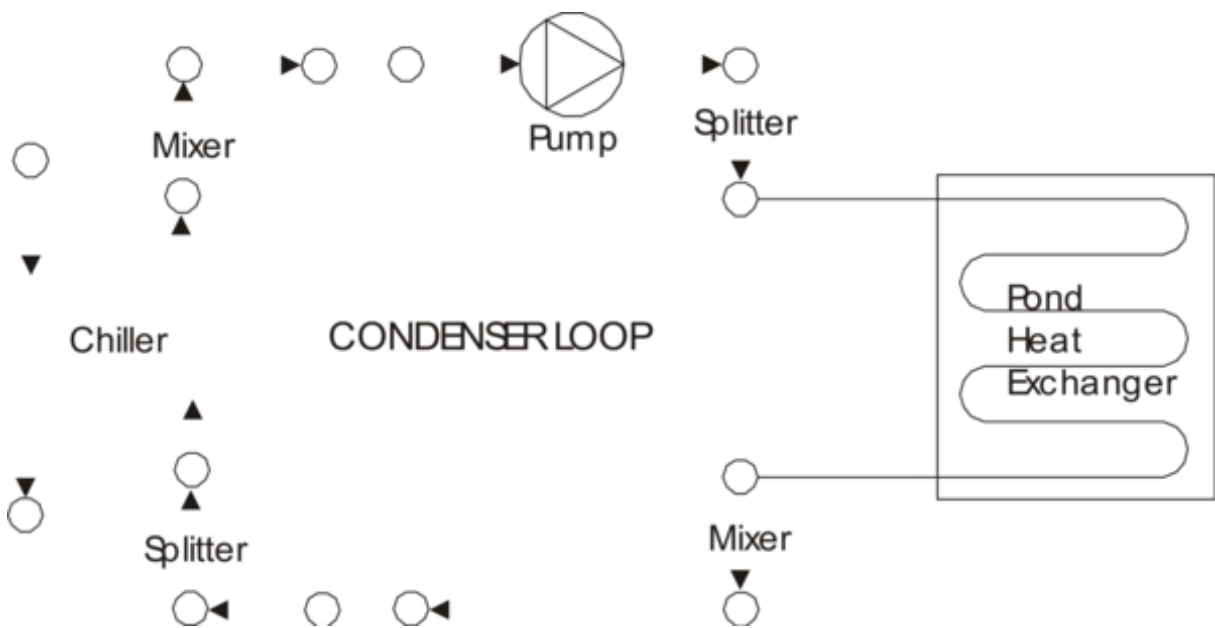 Mixer
Pump
Splitter
Chiller
CONDENSER LOOP
Pond
Heat
Exchanger
Splitter
Mixer